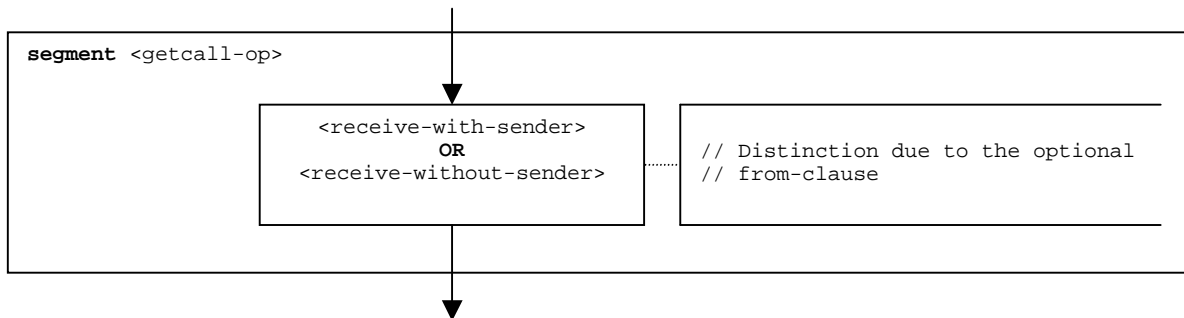 segment <getcall-op>
<receive-with-sender>
OR
<receive-without-sender>
// Distinction due to the optional
// from-clause